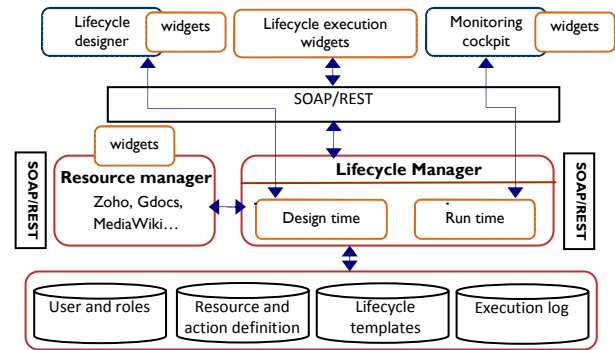 Lifecycle designer
widgets
Lifecycle execution widgets
Monitoring cockpit
widgets
SOAP/REST
widgets
SOAP/REST
Resource manager
Zoho, Gdocs,
MediaWiki…
Lifecycle Manager
Design time
Run time
SOAP/REST
User and roles
Resource and action definition
Lifecycle templates
Execution log